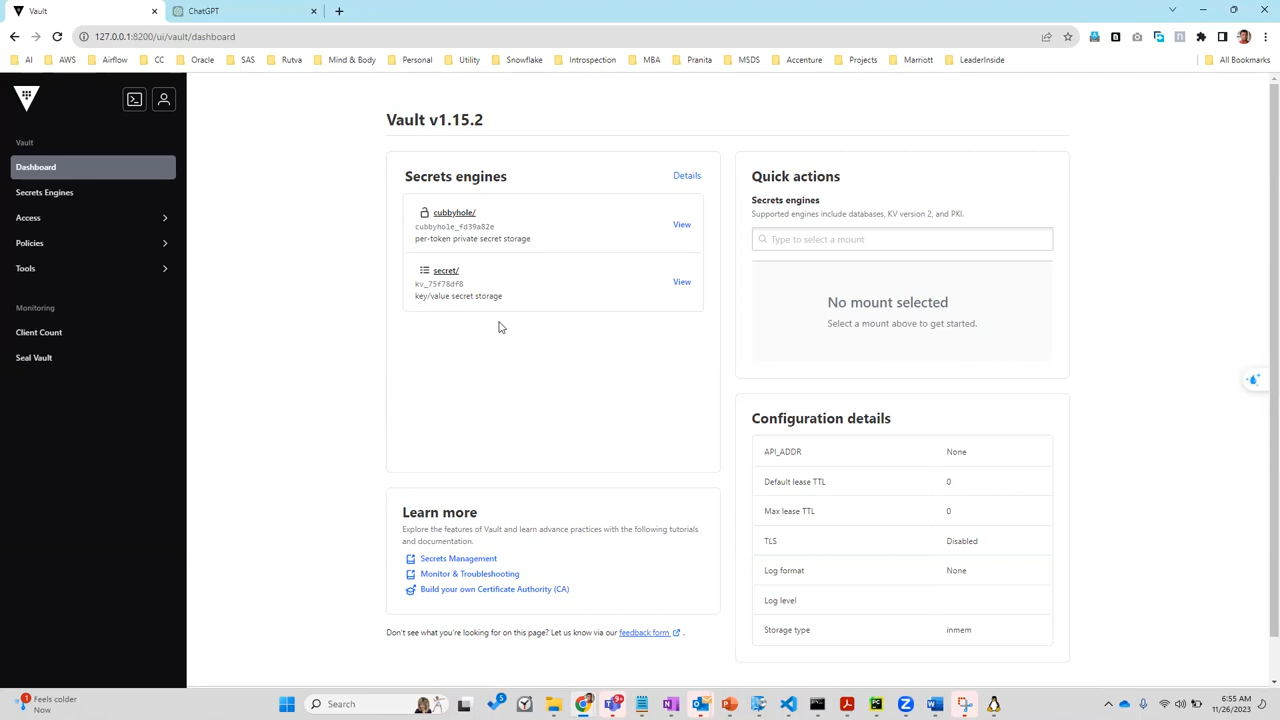 Vault
ChatGPT
127.0.0.1:8200/ui/vault/dashboard
AI AWS Airflow CC Oracle SAS Rutva Mind & Body Personal Utility Snowflake Introspection MBA Pranita MSDS Accenture Projects Marriott LeaderInside All Bookmarks
Vault
Dashboard
Secrets Engines
Access
Policies
Tools
Monitoring
Client Count
Seal Vault
Vault v1.15.2
Secrets engines
Details
cubbyhole/
cubbyhole_fd39a82e
per-token private secret storage
View
secret/
kv_75f78df8
key/value secret storage
View
Learn more
Explore the features of Vault and learn advance practices with the following tutorials
and documentation.
Secrets Management
Monitor & Troubleshooting
Build your own Certificate Authority (CA)
Don't see what you're looking for on this page? Let us know via our feedback form .
Quick actions
Secrets engines
Supported engines include databases, KV version 2, and PKI.
Type to select a mount
No mount selected
Select a mount above to get started.
Configuration details
API_ADDR None
Default lease TTL 0
Max lease TTL 0
TLS Disabled
Log format None
Log level
Storage type inmem
1
Feels colder
Now
Search
5
9+
6:55 AM
11/26/2023